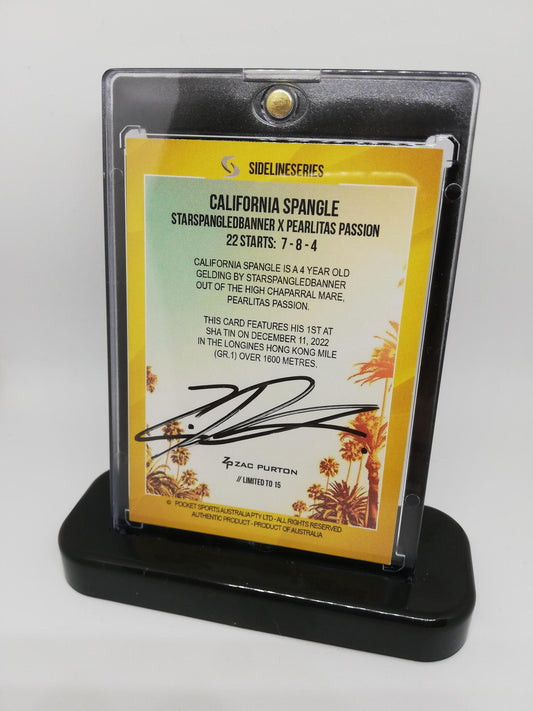 SIDELINESERIES
CALIFORNIA SPANGLE
STARSPANGLEDBANNER X PEARLITAS PASSION
22 STARTS: 7 - 8 - 4
CALIFORNIA SPANGLE IS A 4 YEAR OLD
GELDING BY STARSPANGLEDBANNER
OUT OF THE HIGH CHAPARRAL MARE,
PEARLITAS PASSION.
THIS CARD FEATURES HIS 1ST AT
SHA TIN ON DECEMBER 11, 2022
IN THE LONGINES HONG KONG MILE
(GR.1) OVER 1600 METRES.
ZP ZAC PURTON
// LIMITED TO 15
© POCKET SPORTS AUSTRALIA PTY LTD - ALL RIGHTS RESERVED
AUTHENTIC PRODUCT - PRODUCT OF AUSTRALIA